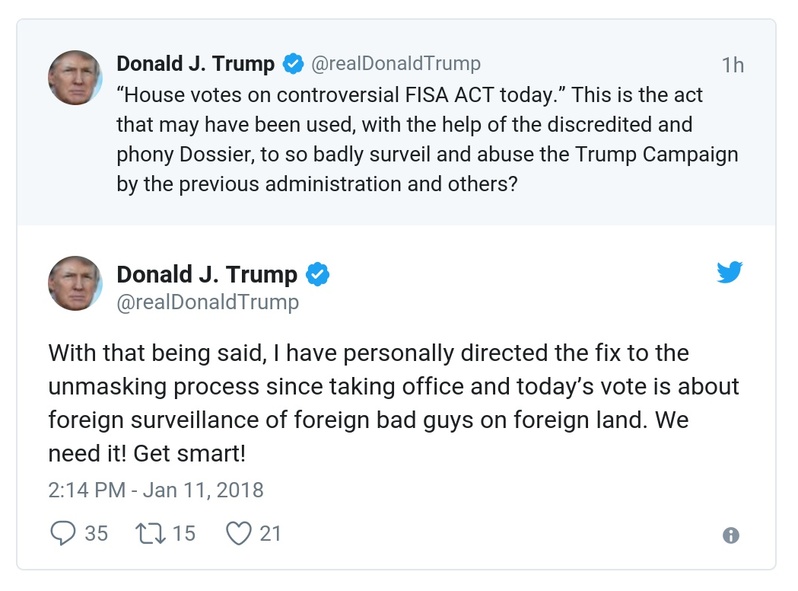 Donald J. Trump @realDonaldTrump 1h
“House votes on controversial FISA ACT today.” This is the act
that may have been used, with the help of the discredited and
phony Dossier, to so badly surveil and abuse the Trump Campaign
by the previous administration and others?
Donald J. Trump
@realDonaldTrump
With that being said, I have personally directed the fix to the
unmasking process since taking office and today’s vote is about
foreign surveillance of foreign bad guys on foreign land. We
need it! Get smart!
2:14 PM - Jan 11, 2018
35 15 21